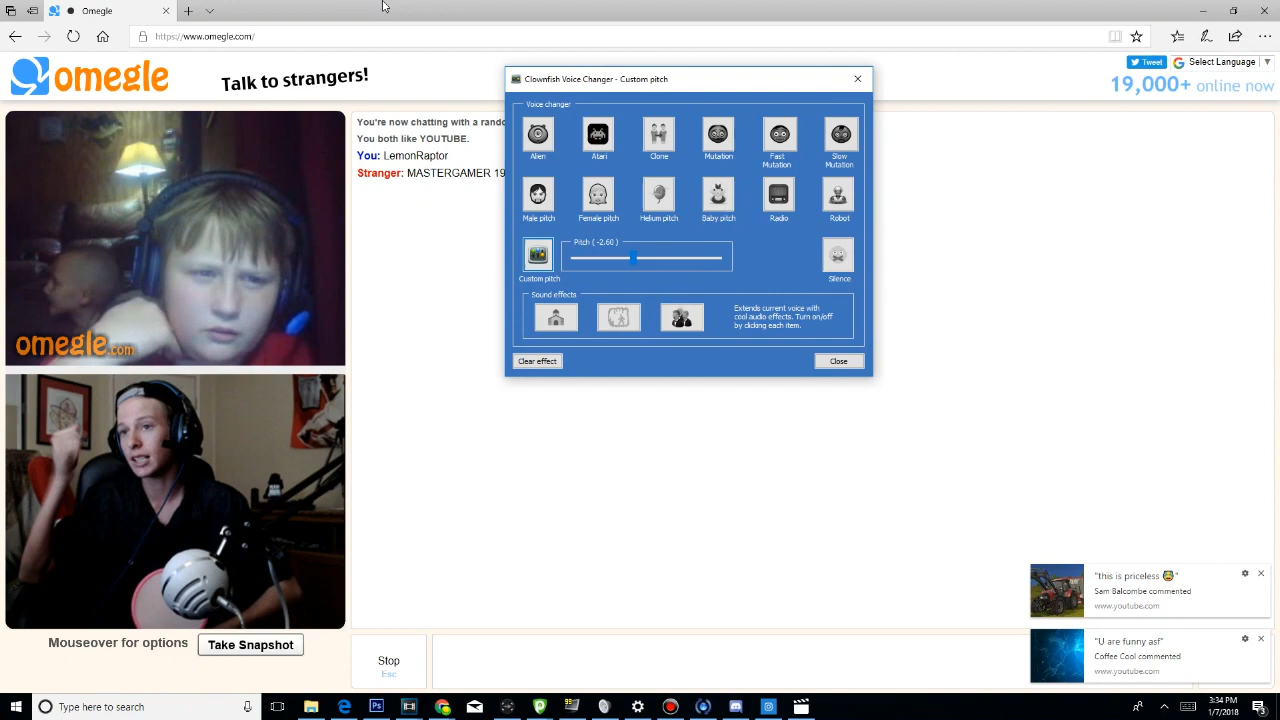 Omegle
https://www.omegle.com/
omegle
Talk to strangers!
Tweet
Select Language
19,000+ online now
omegle.com
You're now chatting with a rando
You both like YOUTUBE.
You: LemonRaptor
Stranger: MASTERGAMER 19
Clownfish Voice Changer - Custom pitch
Voice changer
Alien
Atari
Clone
Mutation
Fast
Mutation
Slow
Mutation
Male pitch
Female pitch
Helium pitch
Baby pitch
Radio
Robot
Pitch ( -2.60 )
Custom pitch
Silence
Sound effects
Extends current voice with
cool audio effects. Turn on/off
by clicking each item.
Clear effect
Close
Mouseover for options
Take Snapshot
Stop
Esc
"this is priceless 😂"
Sam Balcombe commented
www.youtube.com
"U are funny asf"
Coffee Cool commented
www.youtube.com
Type here to search
3:34 PM
1/7/2018